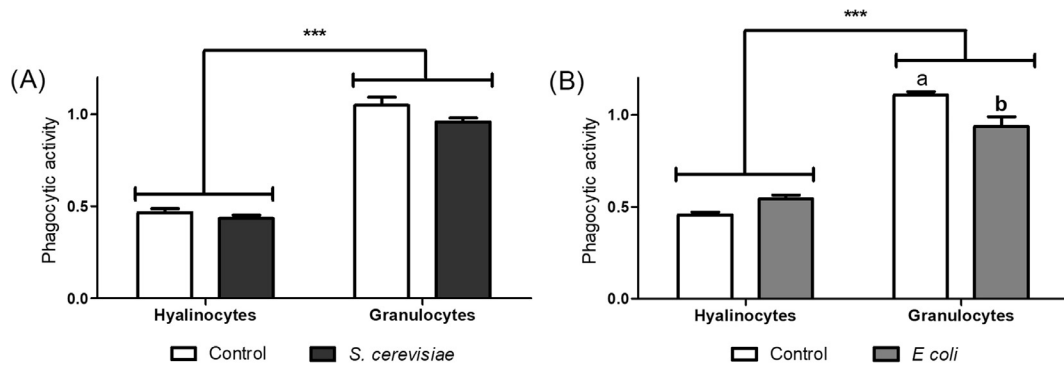 (A)
***
Phagocytic activity
1.0
0.5
0.0
Hyalinocytes Granulocytes
Control S. cerevisiae
(B)
***
Phagocytic activity
1.0
0.5
0.0
a
b
Hyalinocytes Granulocytes
Control E coli